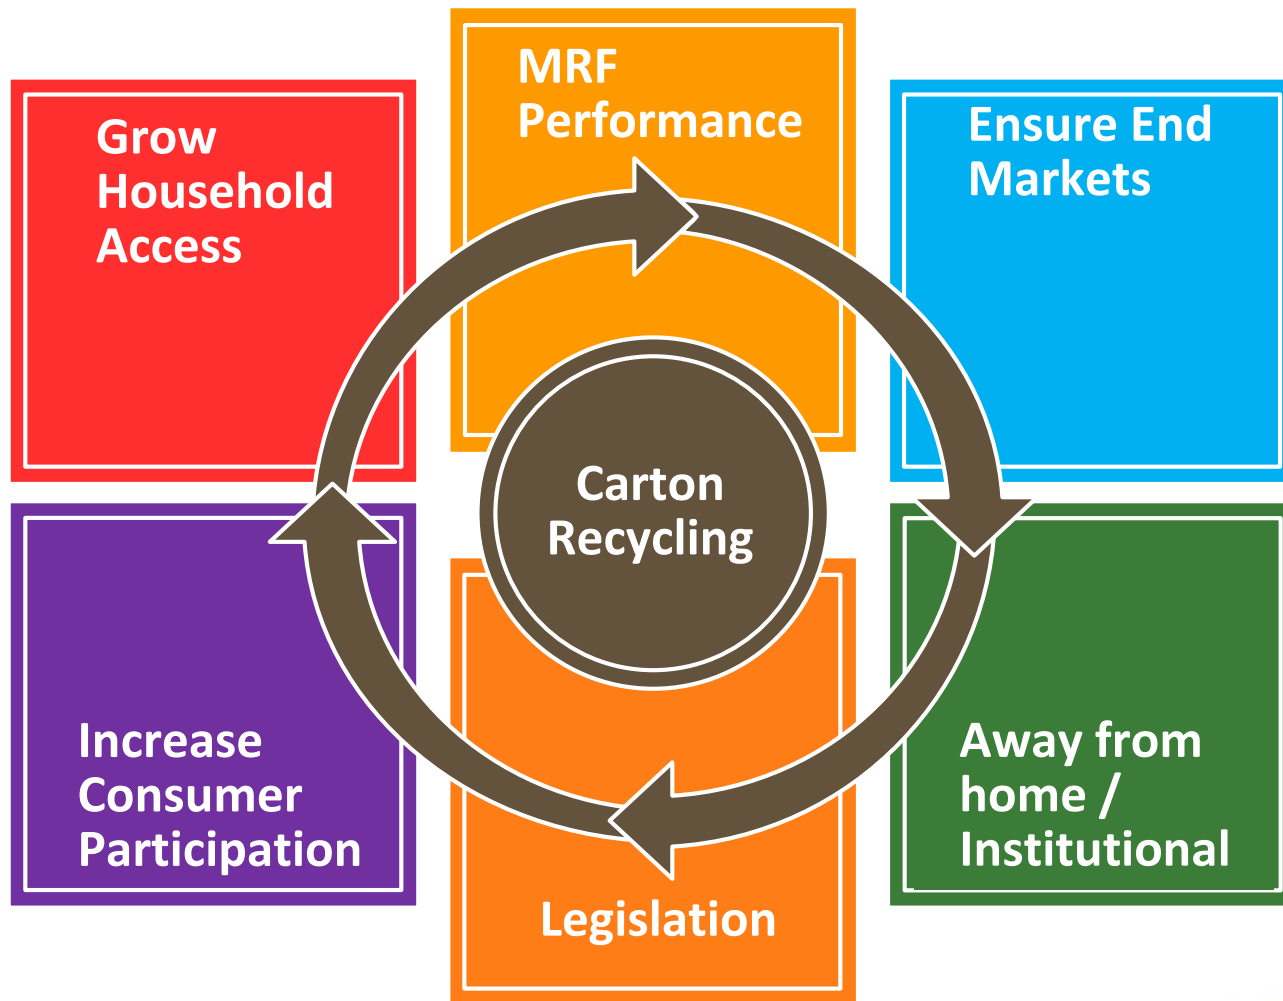 MRF
Performance
Grow
Household
Access
Ensure End
Markets
Carton
Recycling
Increase
Consumer
Participation
Away from
home /
Institutional
Legislation